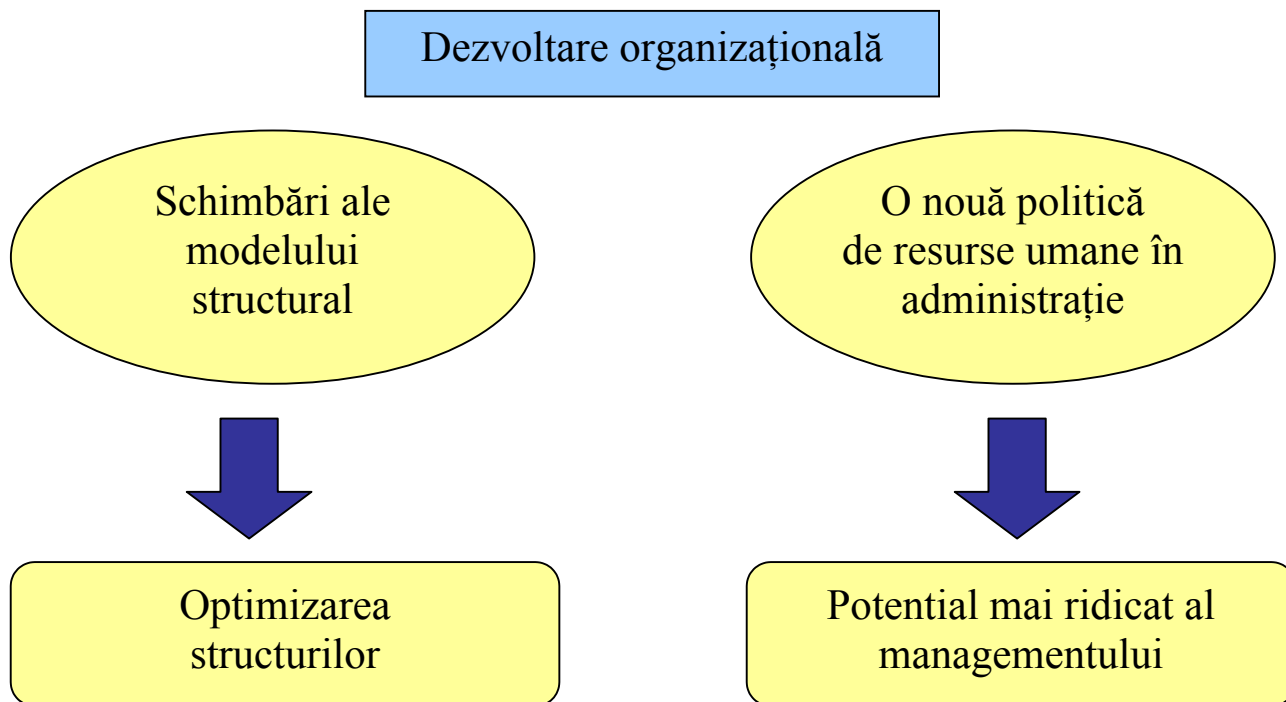 Dezvoltare organizațională
Schimbări ale
modelului
structural
O nouă politică
de resurse umane în
administrație
Optimizarea
structurilor
Potential mai ridicat al
managementului